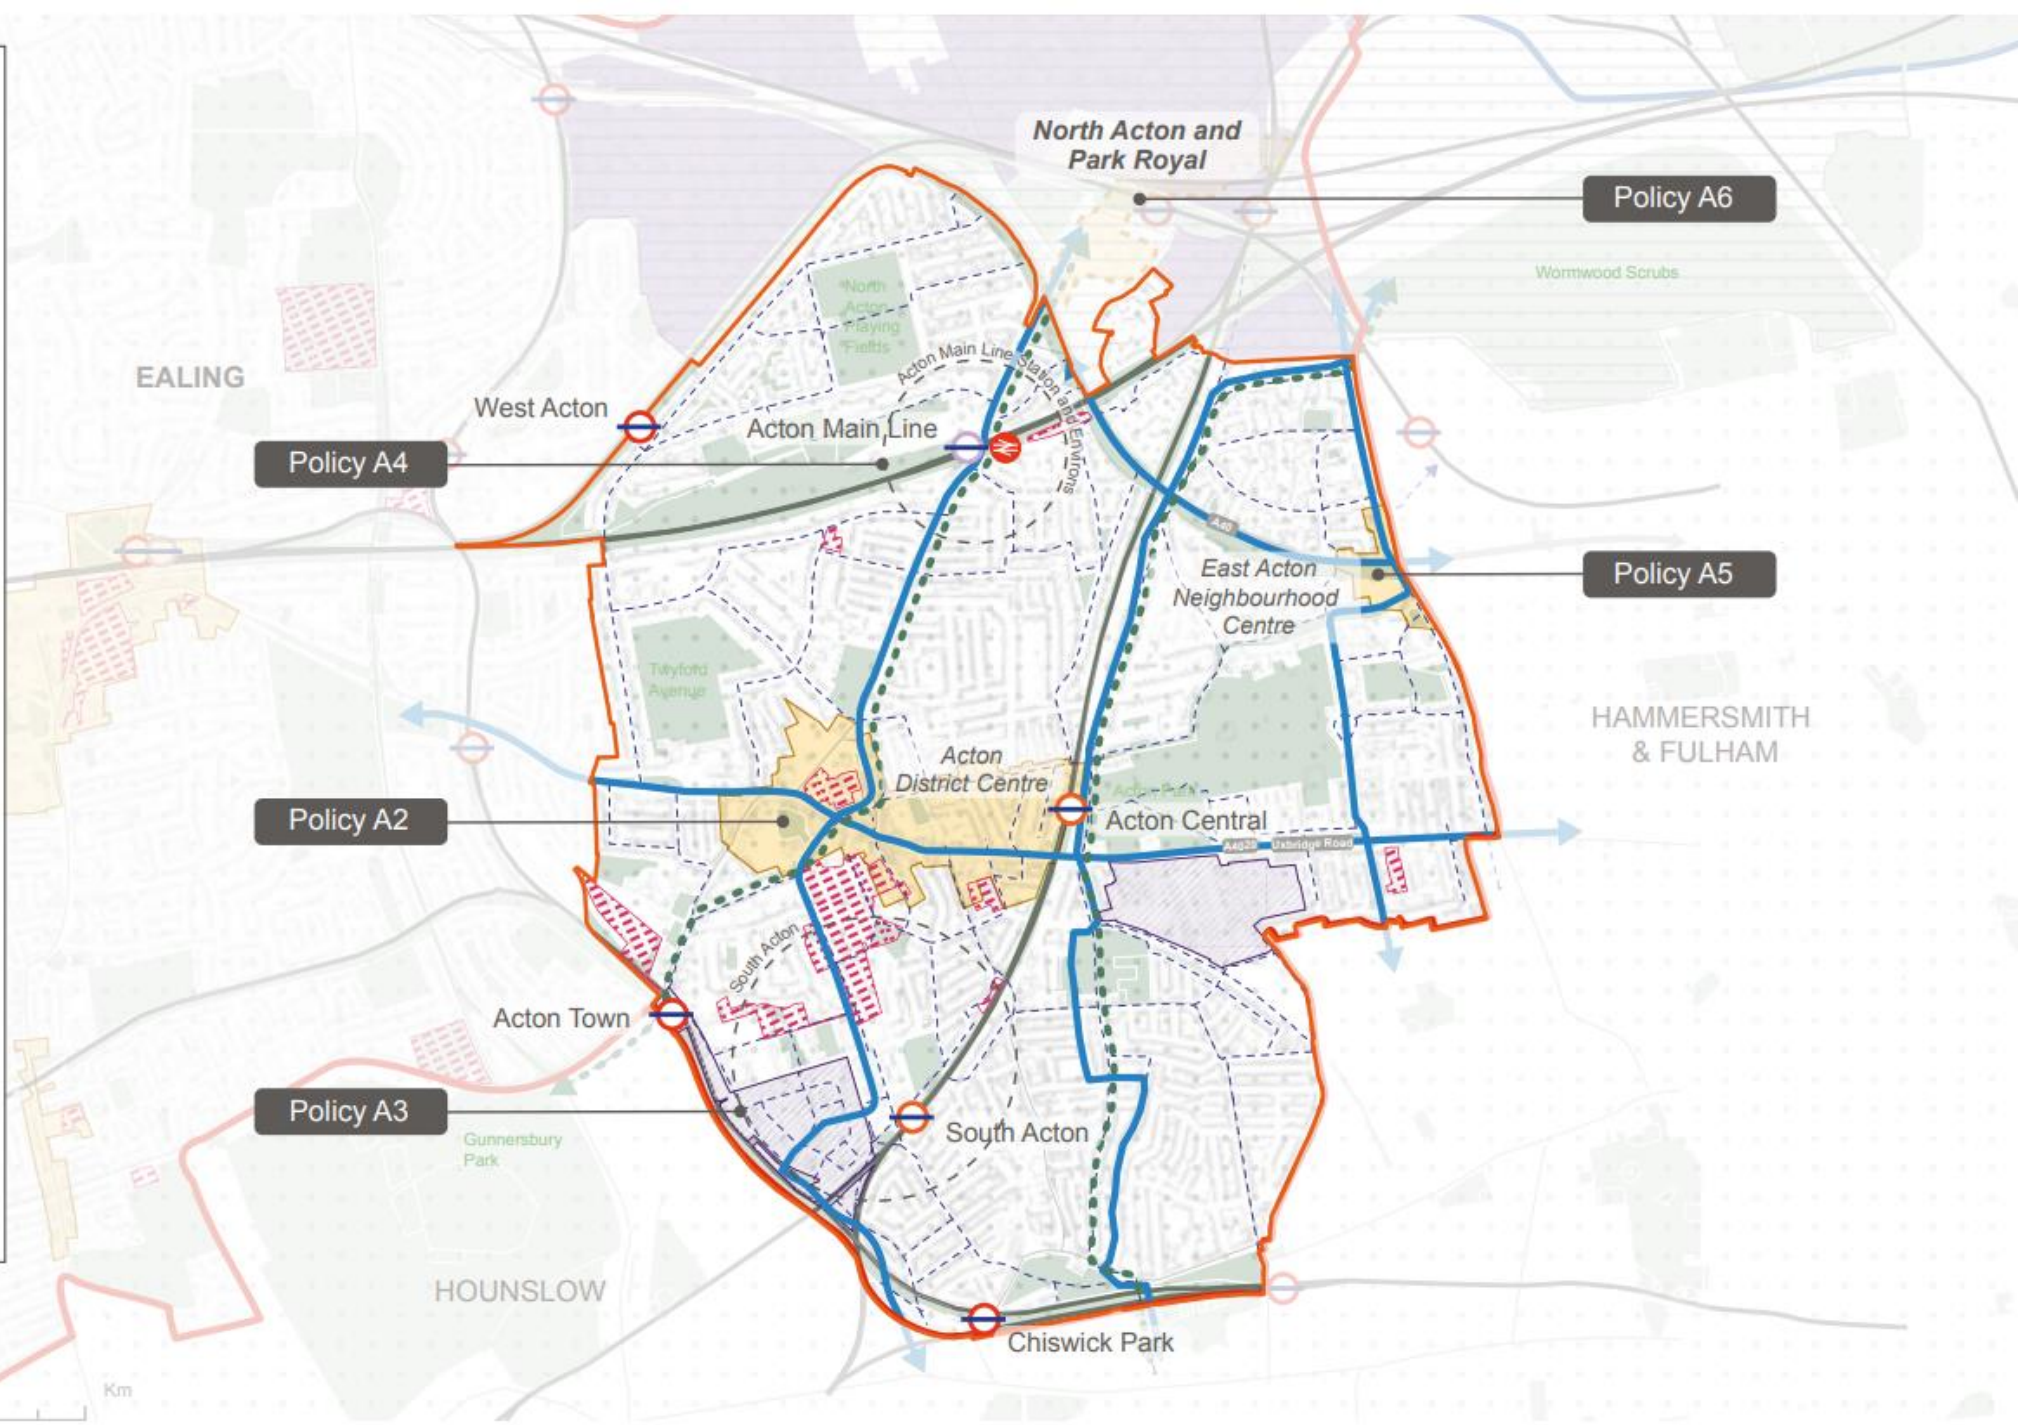 North Acton and
Park Royal
Policy A6
Wormwood Scrubs
North
Acton
Playing
Fields
EALING
West Acton
Acton Main Line Station and Environs
Acton Main Line
Policy A4
A40
East Acton
Neighbourhood
Centre
Policy A5
Twyford
Avenue
HAMMERSMITH
& FULHAM
Acton
District Centre
Acton Park
Policy A2
Acton Central
A4020
Uxbridge Road
South Acton
Acton Town
Policy A3
South Acton
Gunnersbury
Park
HOUNSLOW
Chiswick Park
Km